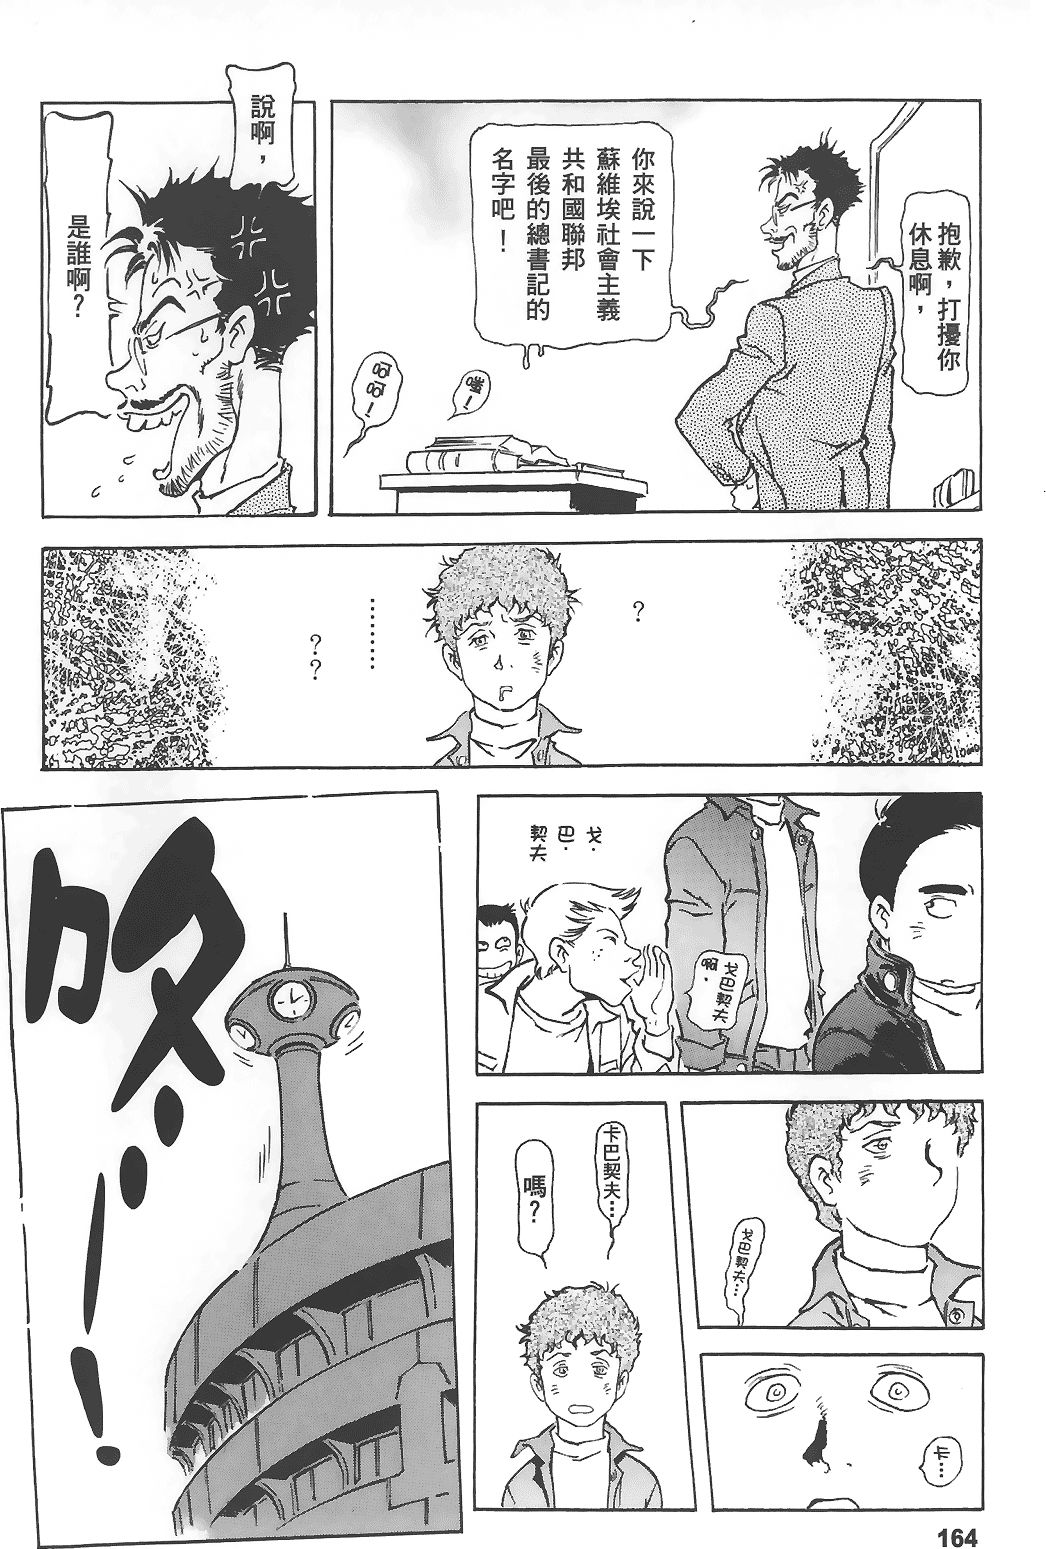 抱歉，打擾你
休息啊，
你來說一下
蘇維埃社會主義
共和國聯邦
最後的總書記的
名字吧！
嗤！
呵呵！
說啊，
是誰啊？
？
………
？？
戈．
巴．
契夫
戈巴契夫
啊．
戈巴契夫…
卡…
卡巴契夫…
嗎？
咚
力
164